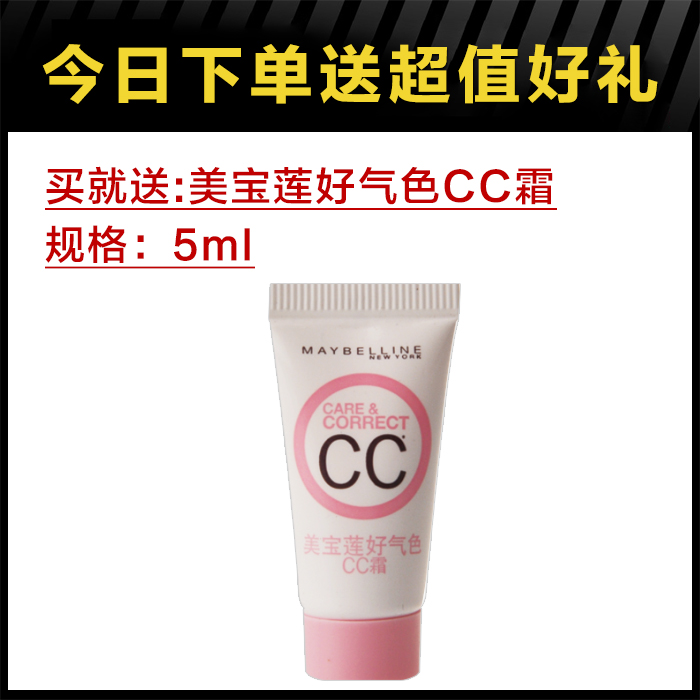 今日下单送超值好礼
买就送:美宝莲好气色CC霜
规格：5ml
MAYBELLINE
NEW YORK
CARE &
CORRECT
CC
美宝莲好气色
CC霜